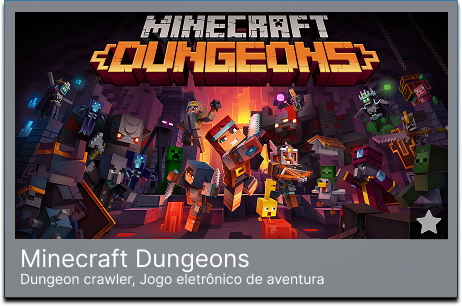 MINECRAFT
DUNGEONS
Minecraft Dungeons
Dungeon crawler, Jogo eletrônico de aventura